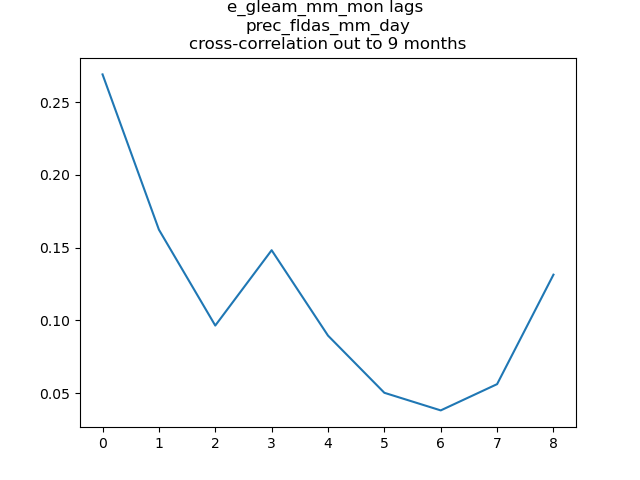 e_gleam_mm_mon lags
prec_fldas_mm_day
cross-correlation out to 9 months
0.25
0.20
0.15
0.10
0.05
0 1 2 3 4 5 6 7 8